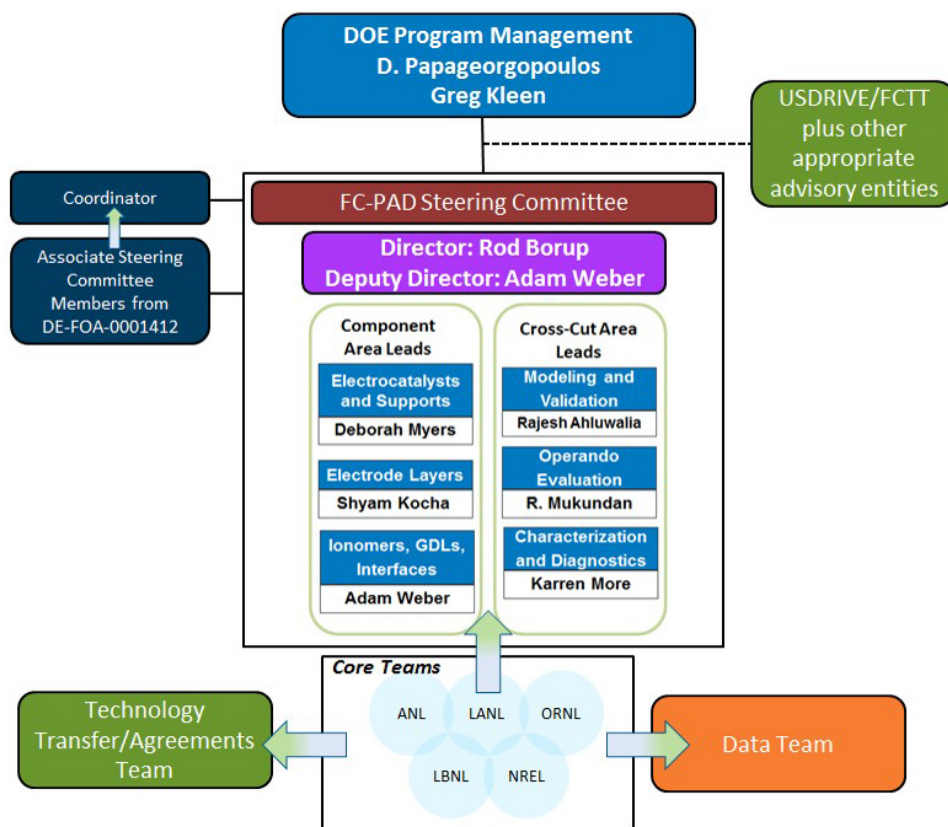 DOE Program Management
D. Papageorgopoulos
Greg Kleen
USDRIVE/FCTT
plus other
appropriate
advisory entities
Coordinator
Associate Steering
Committee
Members from
DE-FOA-0001412
FC-PAD Steering Committee
Director: Rod Borup
Deputy Director: Adam Weber
Component
Area Leads
Electrocatalysts
and Supports
Deborah Myers
Electrode Layers
Shyam Kocha
Ionomers, GDLs,
Interfaces
Adam Weber
Cross-Cut Area
Leads
Modeling and
Validation
Rajesh Ahluwalia
Operando
Evaluation
R. Mukundan
Characterization
and Diagnostics
Karren More
Core Teams
ANL
LANL
ORNL
LBNL
NREL
Technology
Transfer/Agreements
Team
Data Team